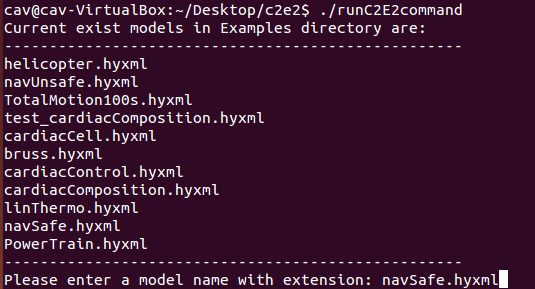 cav@cav-VirtualBox:~/Desktop/c2e2$ ./runC2E2command
Current exist models in Examples directory are:
----------------------------------------------------
helicopter.hyxml
navUnsafe.hyxml
TotalMotion100s.hyxml
test_cardiacComposition.hyxml
cardiacCell.hyxml
bruss.hyxml
cardiacControl.hyxml
cardiacComposition.hyxml
linThermo.hyxml
navSafe.hyxml
PowerTrain.hyxml
----------------------------------------------------
Please enter a model name with extension: navSafe.hyxml